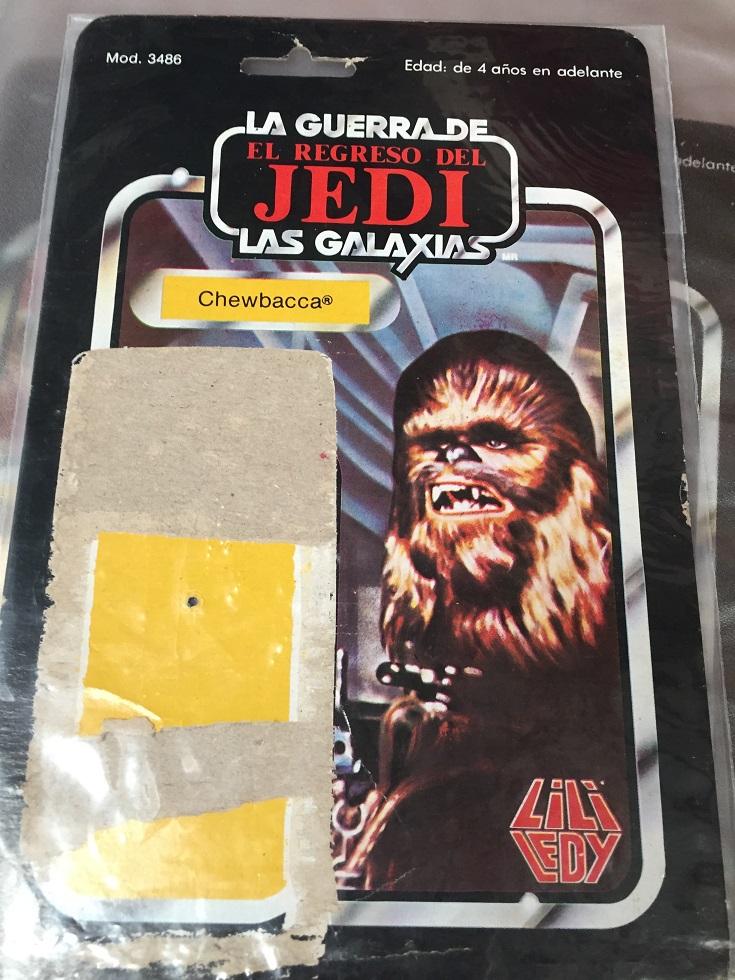 Mod. 3486
Edad: de 4 años en adelante
LA GUERRA DE
EL REGRESO DEL
JEDI
LAS GALAXIAS
MR
Chewbacca®
adelante
LiLi
LEDY